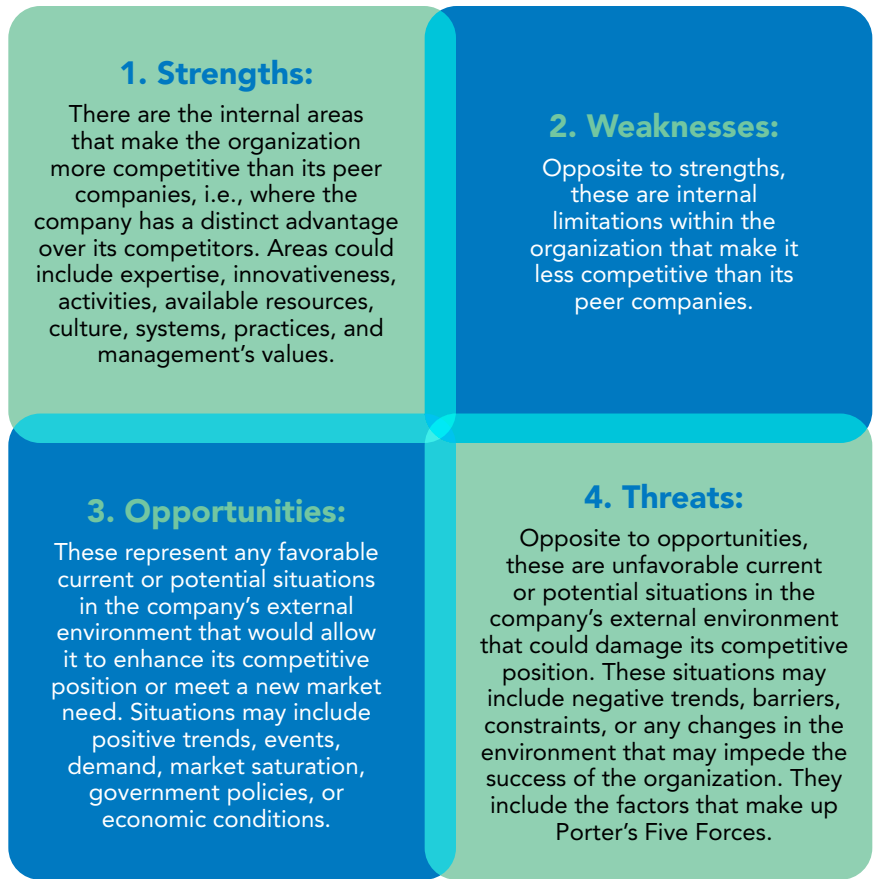 1. Strengths:
There are the internal areas
that make the organization
more competitive than its peer
companies, i.e., where the
company has a distinct advantage
over its competitors. Areas could
include expertise, innovativeness,
activities, available resources,
culture, systems, practices, and
management’s values.
2. Weaknesses:
Opposite to strengths,
these are internal
limitations within the
organization that make it
less competitive than its
peer companies.
3. Opportunities:
These represent any favorable
current or potential situations
in the company’s external
environment that would allow
it to enhance its competitive
position or meet a new market
need. Situations may include
positive trends, events,
demand, market saturation,
government policies, or
economic conditions.
4. Threats:
Opposite to opportunities,
these are unfavorable current
or potential situations in the
company’s external environment
that could damage its competitive
position. These situations may
include negative trends, barriers,
constraints, or any changes in the
environment that may impede the
success of the organization. They
include the factors that make up
Porter’s Five Forces.